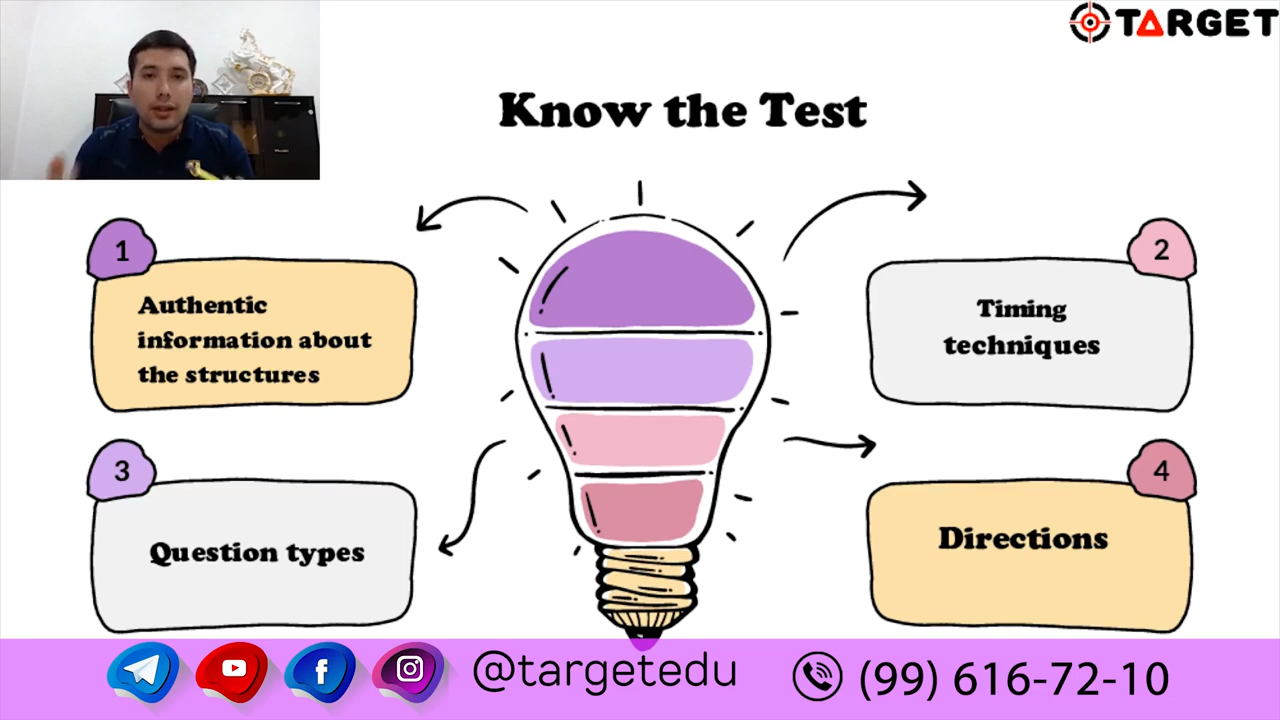 TARGET
Know the Test
1
Authentic
information about
the structures
2
Timing
techniques
3
Question types
4
Directions
@targetedu
(99) 616-72-10